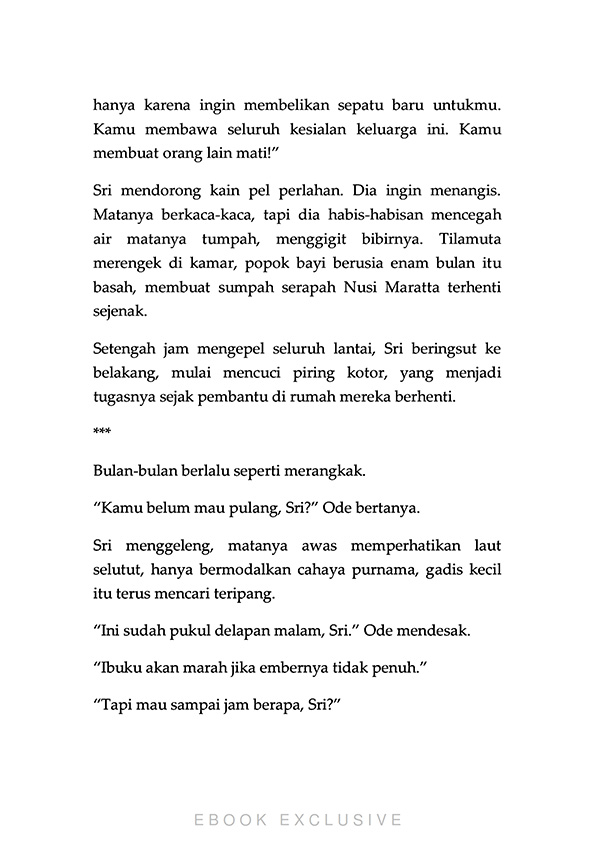 hanya karena ingin membelikan sepatu baru untukmu.
Kamu membawa seluruh kesialan keluarga ini. Kamu
membuat orang lain mati!”
Sri mendorong kain pel perlahan. Dia ingin menangis.
Matanya berkaca-kaca, tapi dia habis-habisan mencegah
air matanya tumpah, menggigit bibirnya. Tilamuta
merengek di kamar, popok bayi berusia enam bulan itu
basah, membuat sumpah serapah Nusi Maratta terhenti
sejenak.
Setengah jam mengepel seluruh lantai, Sri beringsut ke
belakang, mulai mencuci piring kotor, yang menjadi
tugasnya sejak pembantu di rumah mereka berhenti.
***
Bulan-bulan berlalu seperti merangkak.
“Kamu belum mau pulang, Sri?” Ode bertanya.
Sri menggeleng, matanya awas memperhatikan laut
selutut, hanya bermodalkan cahaya purnama, gadis kecil
itu terus mencari teripang.
“Ini sudah pukul delapan malam, Sri.” Ode mendesak.
“Ibuku akan marah jika embernya tidak penuh.”
“Tapi mau sampai jam berapa, Sri?”
EBOOK EXCLUSIVE